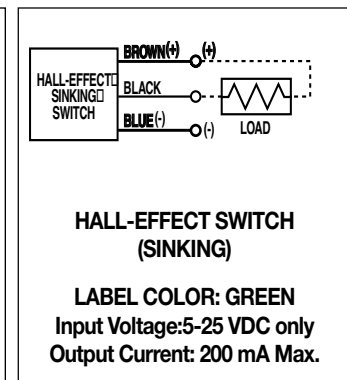 BROWN(+) (+)
HALL-EFFECT□
SINKING□
SWITCH
BLACK
BLUE(-) (-)
LOAD
HALL-EFFECT SWITCH
(SINKING)
LABEL COLOR: GREEN
Input Voltage:5-25 VDC only
Output Current: 200 mA Max.